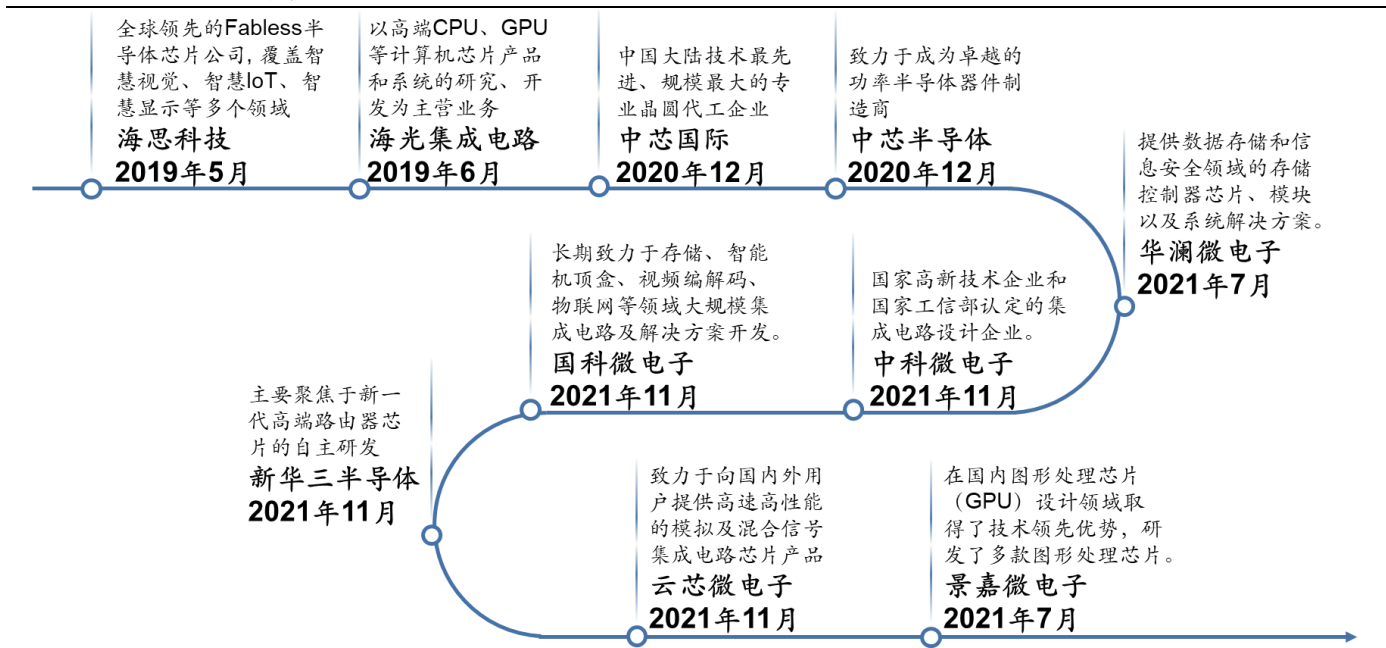 全球领先的Fabless半
导体芯片公司,覆盖智
慧视觉、智慧IoT、智
慧显示等多个领域
海思科技
2019年5月
以高端CPU、GPU
等计算机芯片产品
和系统的研究、开
发为主营业务
海光集成电路
2019年6月
中国大陆技术最先
进、规模最大的专
业晶圆代工企业
中芯国际
2020年12月
致力于成为卓越的
功率半导体器件制
造商
中芯半导体
2020年12月
提供数据存储和信
息安全领域的存储
控制器芯片、模块
以及系统解决方案。
华澜微电子
2021年7月
国家高新技术企业和
国家工信部认定的集
成电路设计企业。
中科微电子
2021年11月
长期致力于存储、智能
机顶盒、视频编解码、
物联网等领域大规模集
成电路及解决方案开发。
国科微电子
2021年11月
主要聚焦于新一
代高端路由器芯
片的自主研发
新华三半导体
2021年11月
致力于向国内外用
户提供高速高性能
的模拟及混合信号
集成电路芯片产品
云芯微电子
2021年11月
在国内图形处理芯片
（GPU）设计领域取
得了技术领先优势，研
发了多款图形处理芯片。
景嘉微电子
2021年7月